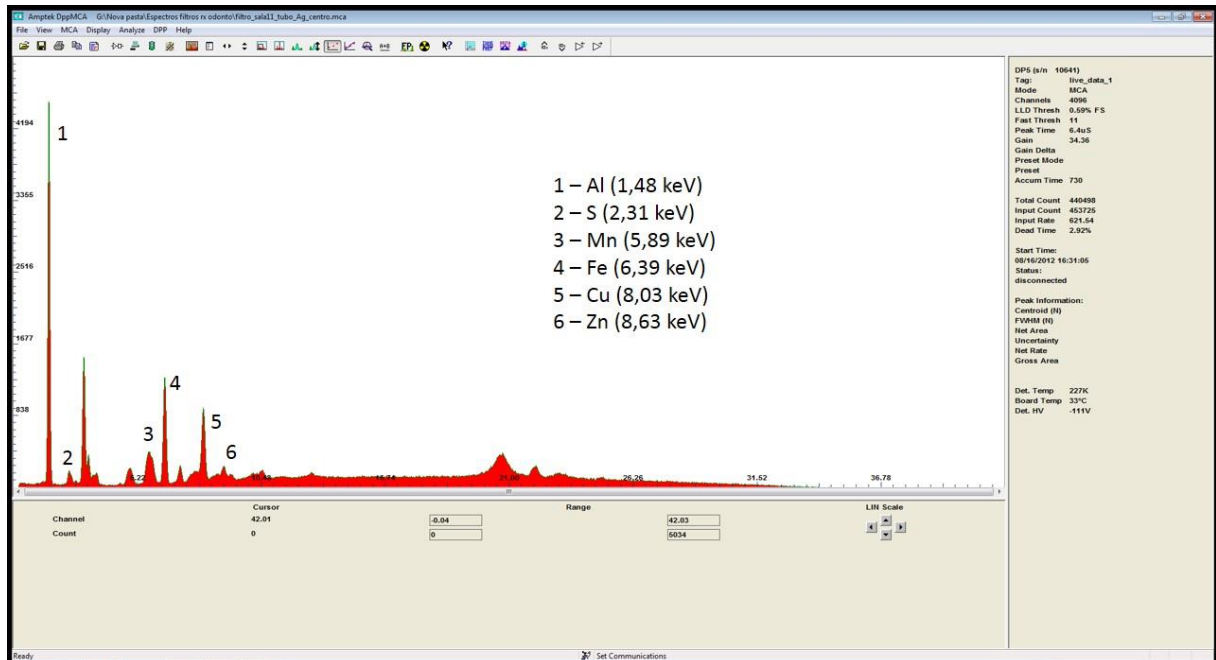 Amptek DppMCA G:\Nova pasta\Espectros filtros rx odonto\filtro_sala11_tubo_Ag_centro.mca
File View MCA Display Analyze DPP Help
4194
3355
2516
1677
838
1
2
3
4
5
6
1 – Al (1,48 keV)
2 – S (2,31 keV)
3 – Mn (5,89 keV)
4 – Fe (6,39 keV)
5 – Cu (8,03 keV)
6 – Zn (8,63 keV)
31.52
36.78
Cursor Range LIN Scale
Channel 42.01 -0.04 42.03
Count 0 0 5034
DP5 (s/n 10641)
Tag: live_data_1
Mode MCA
Channels 4096
LLD Thresh 0.59% FS
Fast Thresh 11
Peak Time 6.4uS
Gain 34.36
Gain Delta
Preset Mode
Preset
Accum Time 730
Total Count 440498
Input Count 453725
Input Rate 621.54
Dead Time 2.92%
Start Time:
08/16/2012 16:31:05
Status:
disconnected
Peak Information:
Centroid (N)
FWHM (N)
Net Area
Uncertainty
Net Rate
Gross Area
Det. Temp 227K
Board Temp 33°C
Det. HV -111V
Ready Set Communications